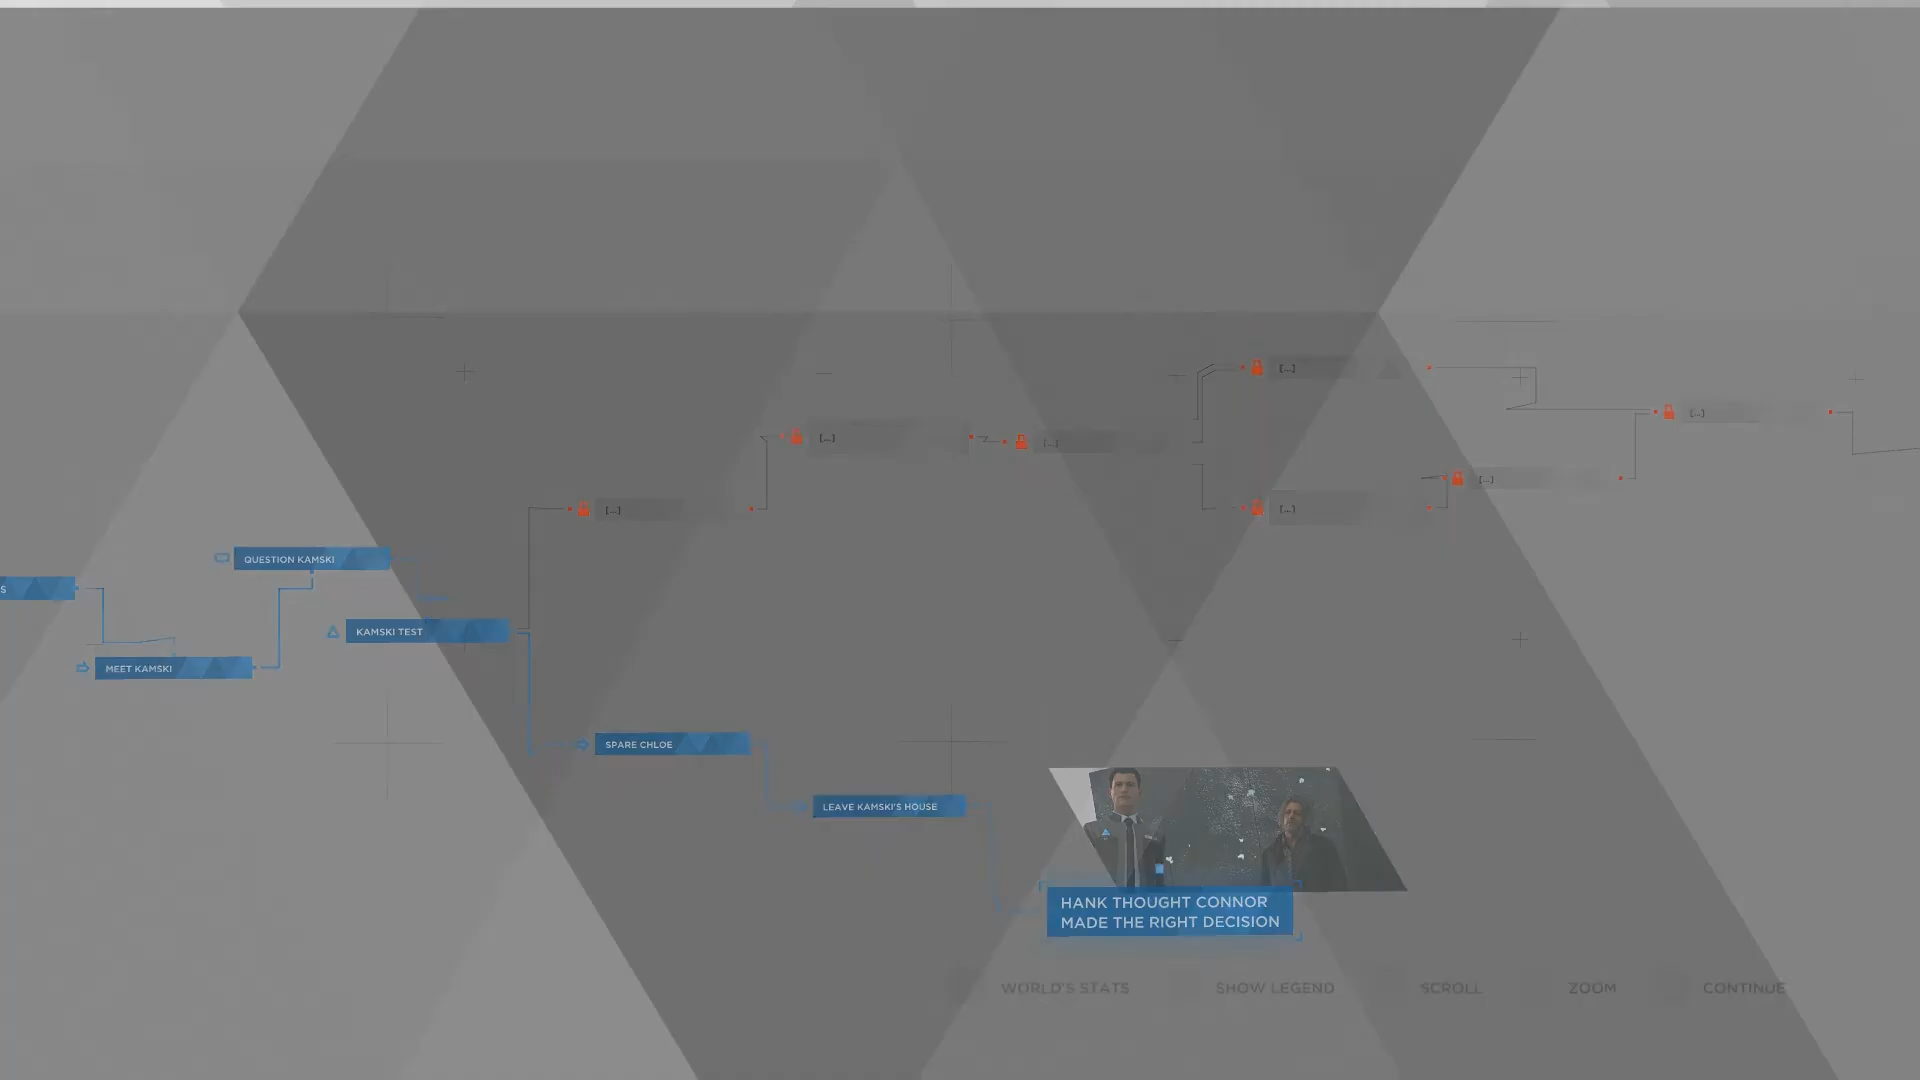 [...]
[...]
[...]
[...]
[...]
[...]
[...]
QUESTION KAMSKI
S
KAMSKI TEST
MEET KAMSKI
SPARE CHLOE
LEAVE KAMSKI'S HOUSE
HANK THOUGHT CONNOR
MADE THE RIGHT DECISION
WORLD'S STATS
SHOW LEGEND
SCROLL
ZOOM
CONTINUE